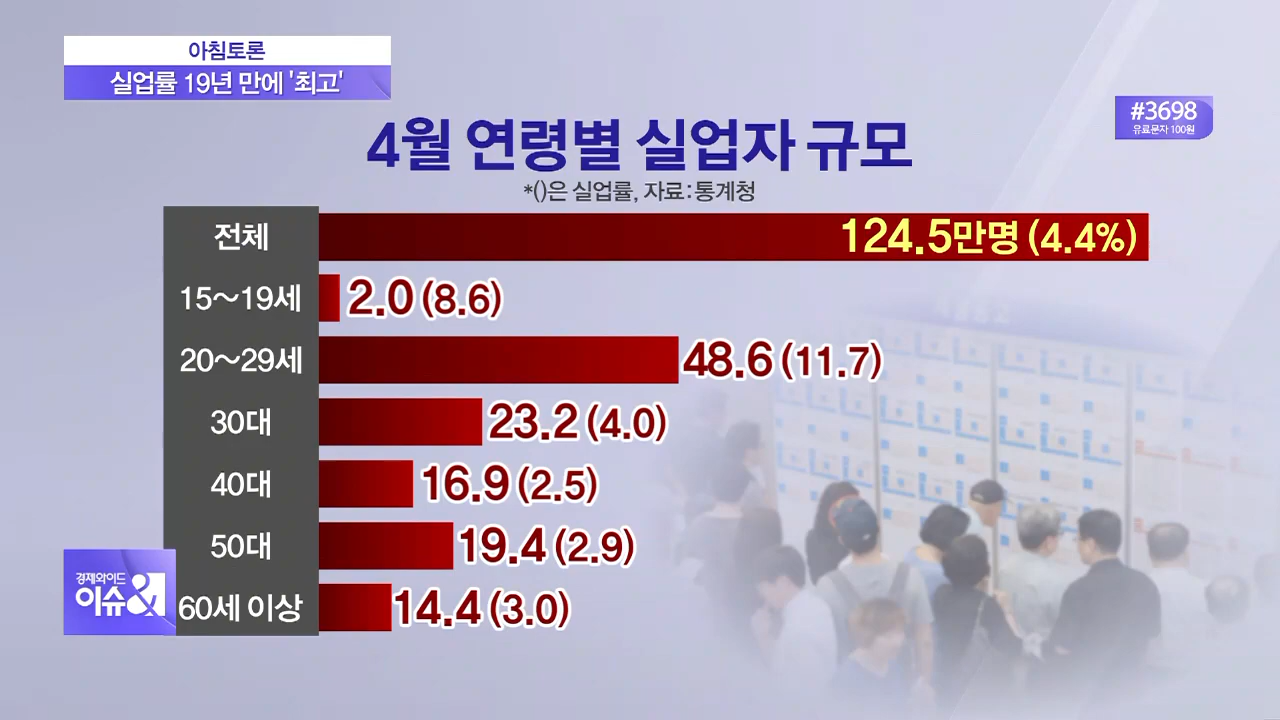 아침토론
실업률 19년 만에 '최고'
#3698
유료문자 100원
4월 연령별 실업자 규모
*()은 실업률, 자료:통계청
전체 124.5만명 (4.4%)
15~19세 2.0 (8.6)
20~29세 48.6 (11.7)
30대 23.2 (4.0)
40대 16.9 (2.5)
50대 19.4 (2.9)
60세 이상 14.4 (3.0)
경제와이드
이슈&